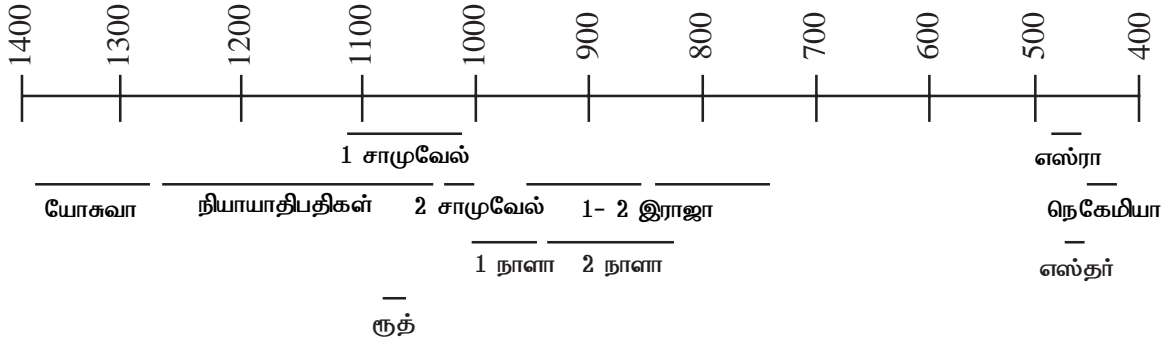 1400 1300 1200 1100 1000 900 800 700 600 500 400
1 சாமுவேல் எஸ்ரா
யோசுவா நியாயாதிபதிகள் 2 சாமுவேல் 1- 2 இராஜா நெகேமியா
1 நாளா 2 நாளா எஸ்தர்
ரூத்